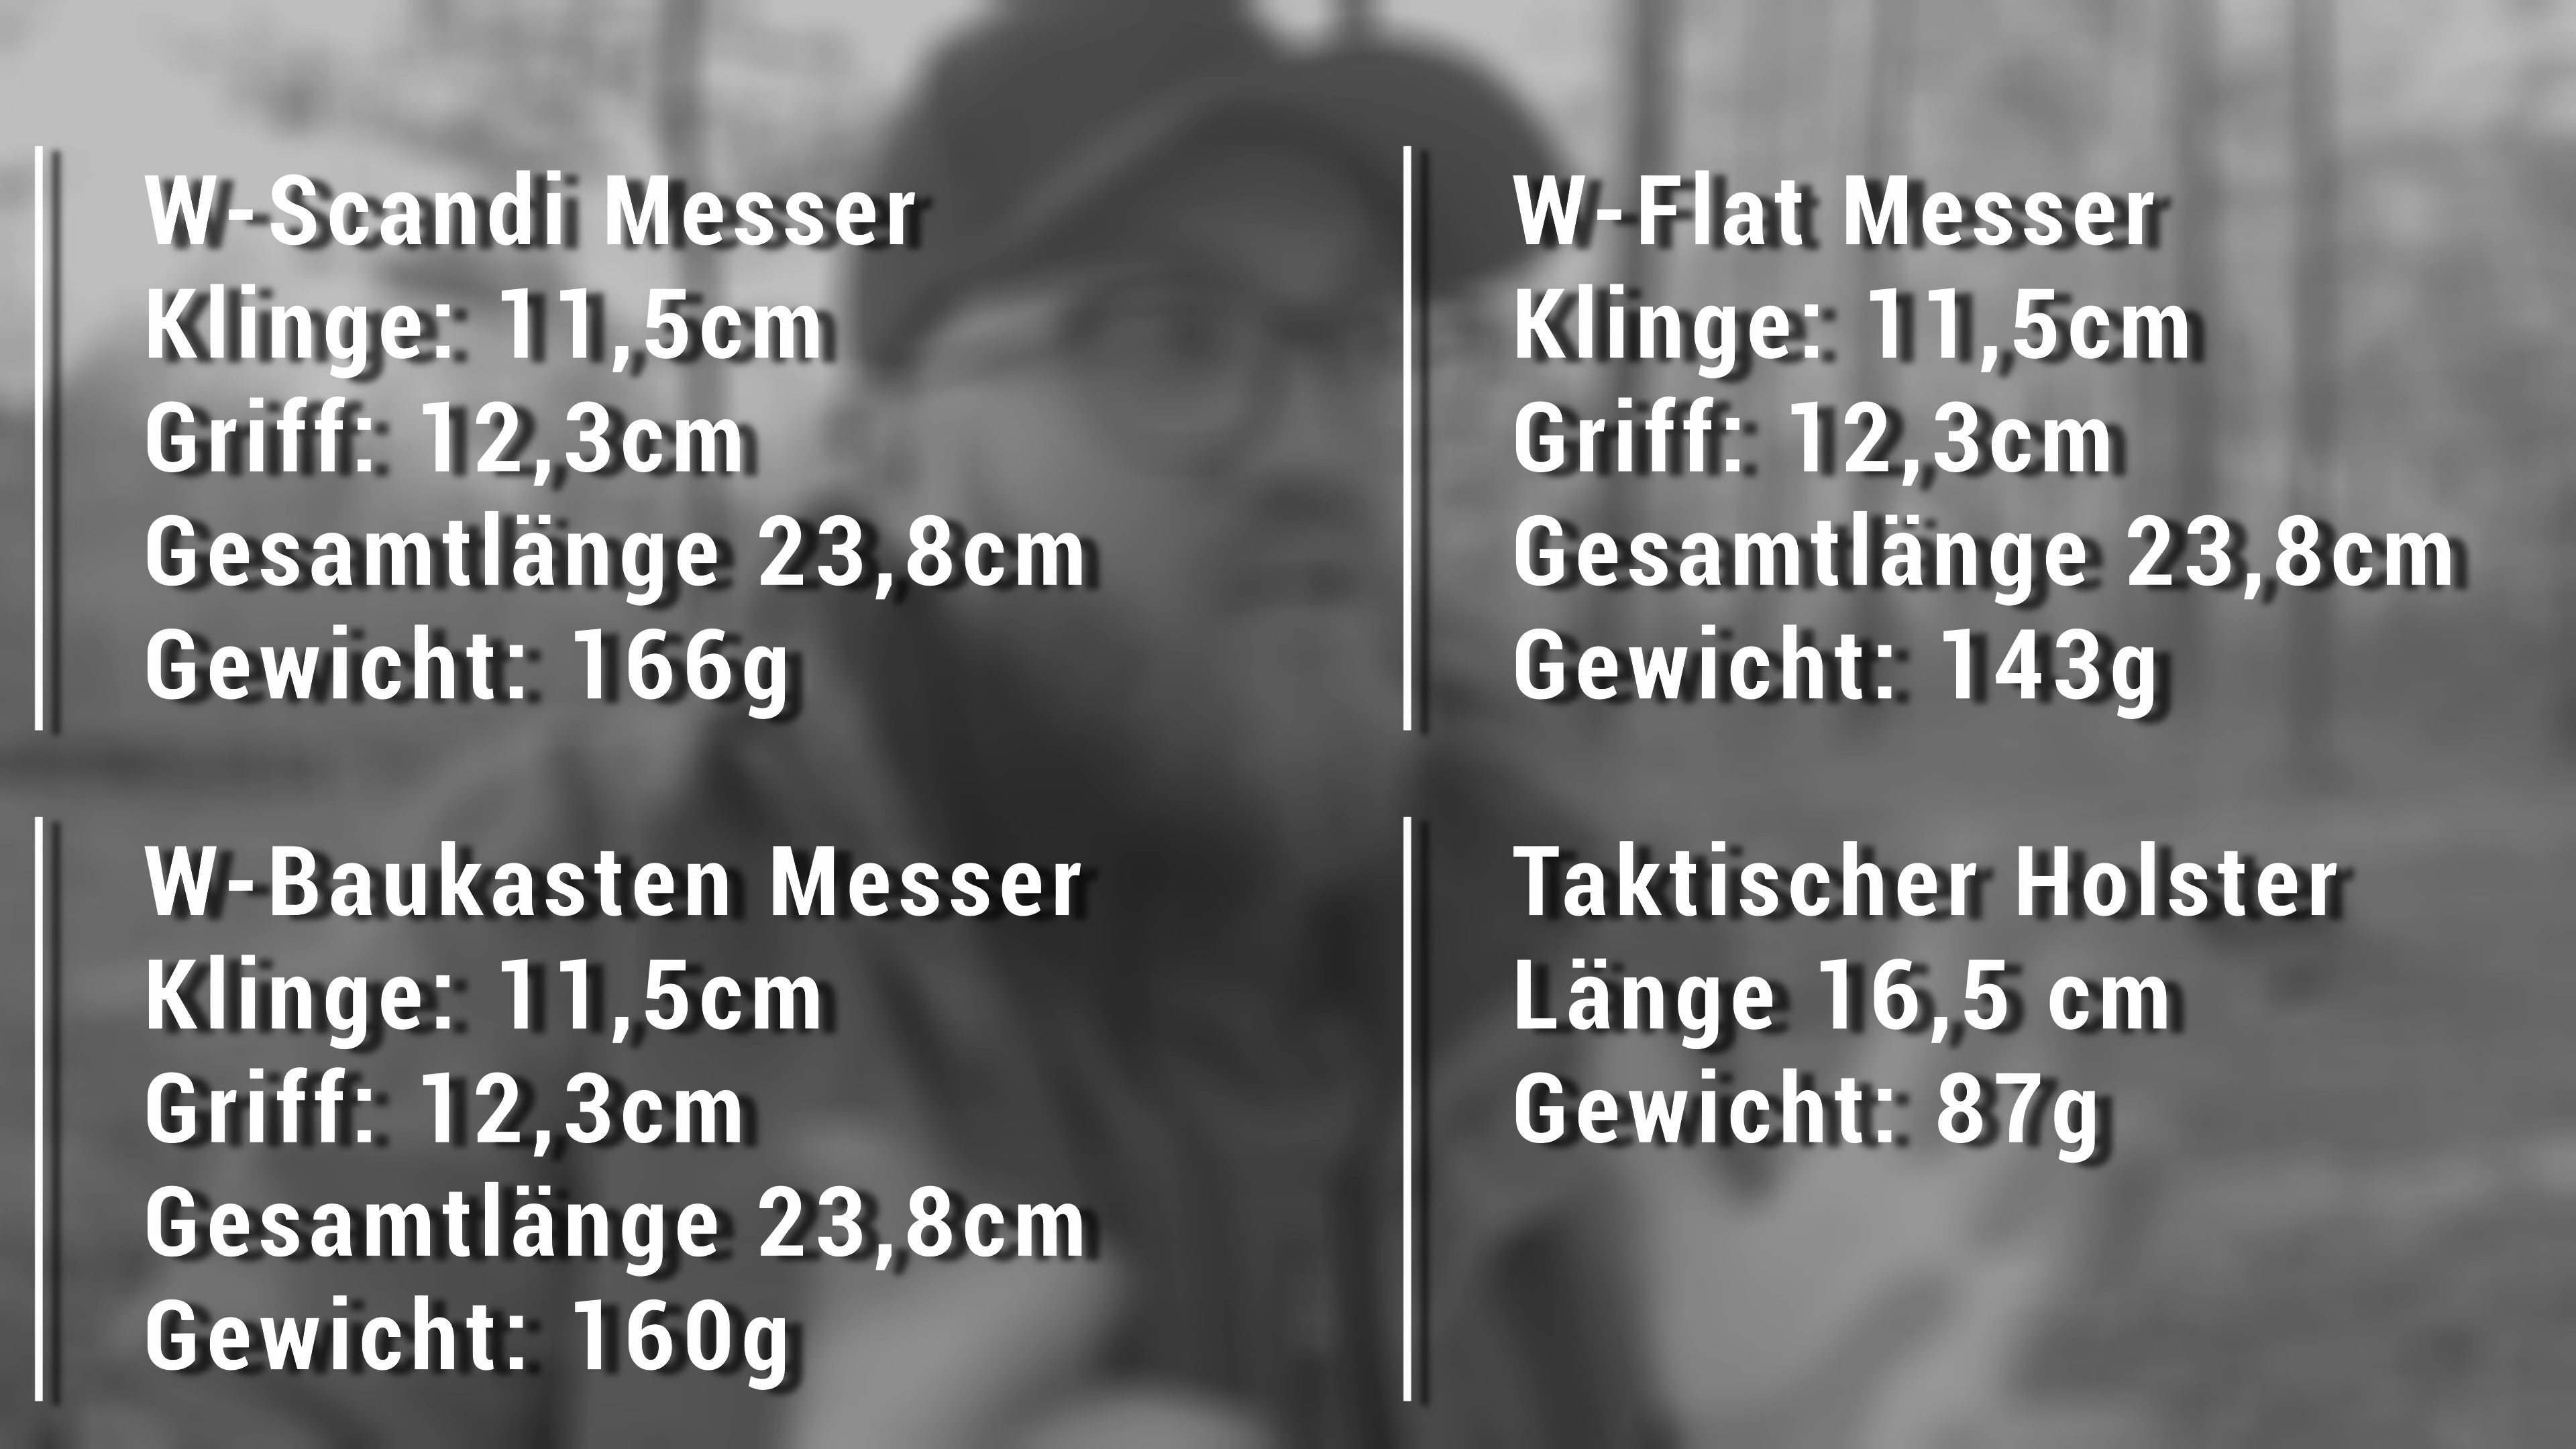 W-Scandi Messer
Klinge: 11,5cm
Griff: 12,3cm
Gesamtlänge 23,8cm
Gewicht: 166g
W-Flat Messer
Klinge: 11,5cm
Griff: 12,3cm
Gesamtlänge 23,8cm
Gewicht: 143g
W-Baukasten Messer
Klinge: 11,5cm
Griff: 12,3cm
Gesamtlänge 23,8cm
Gewicht: 160g
Taktischer Holster
Länge 16,5 cm
Gewicht: 87g